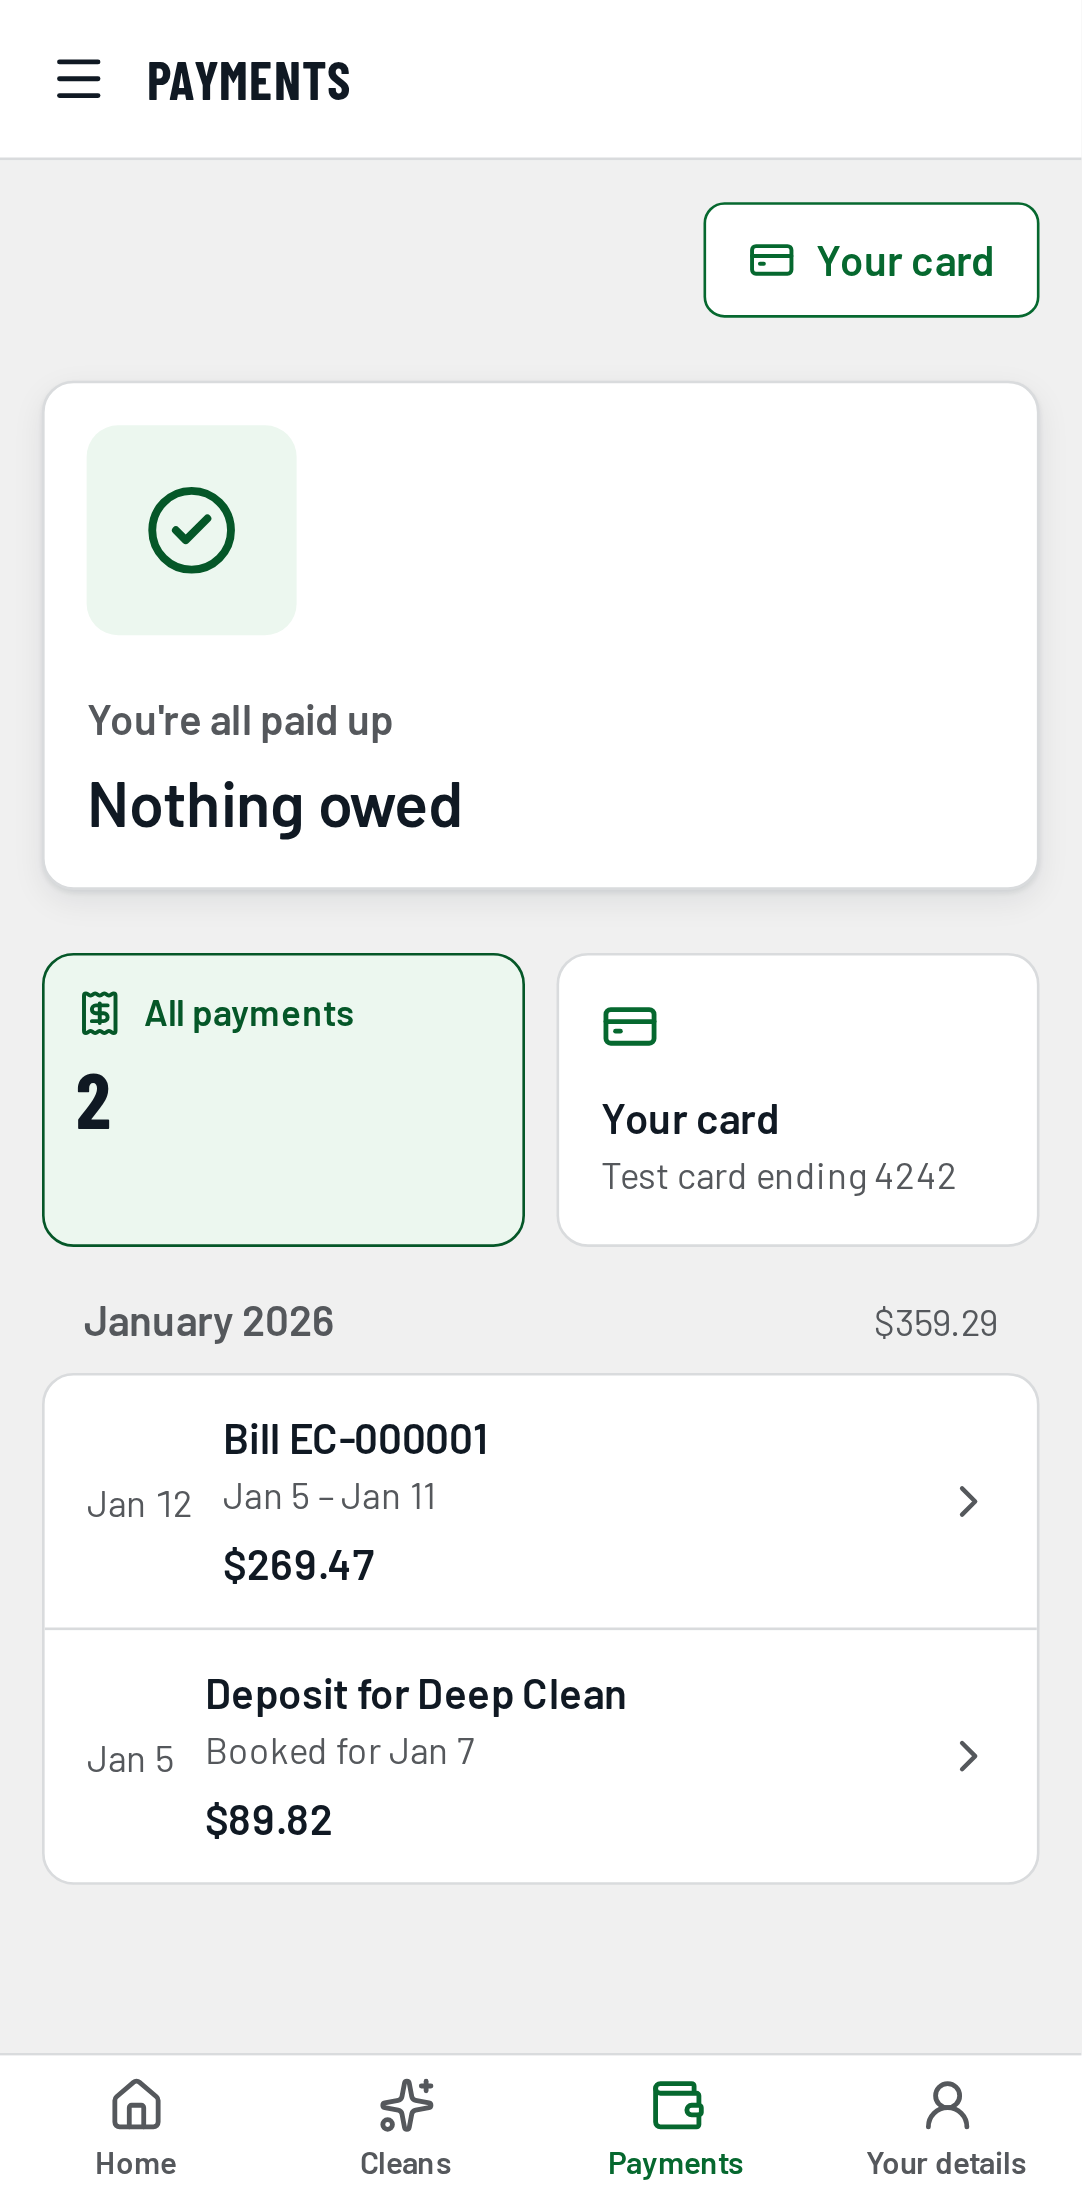 PAYMENTS
Your card
You're all paid up
Nothing owed
All payments
2
Your card
Test card ending 4242
January 2026
$359.29
Jan 12
Bill EC-000001
Jan 5 – Jan 11
$269.47
Jan 5
Deposit for Deep Clean
Booked for Jan 7
$89.82
Home
Cleans
Payments
Your details